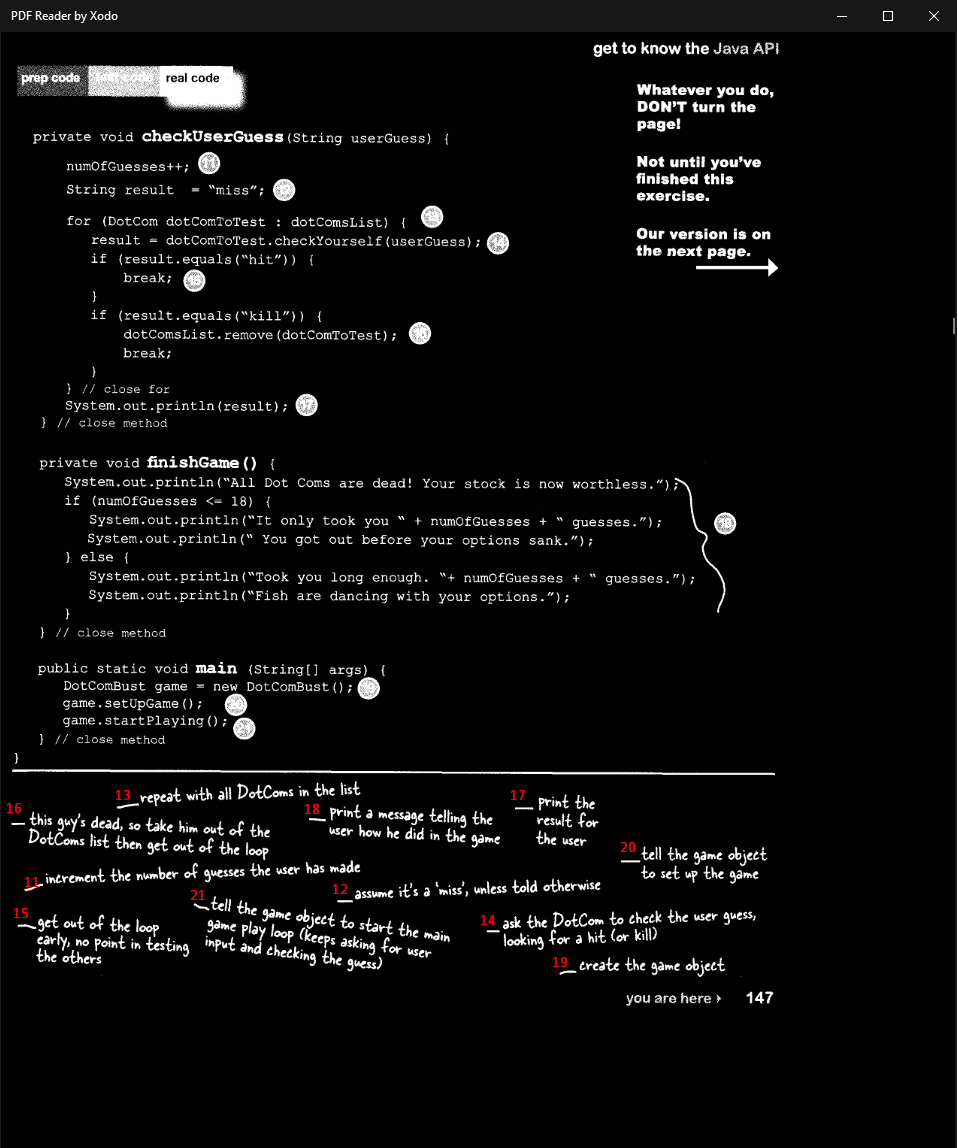 PDF Reader by Xodo
get to know the Java API
prep code test code real code
Whatever you do,
DON'T turn the
page!
Not until you've
finished this
exercise.
Our version is on
the next page.
private void checkUserGuess(String userGuess) {
numOfGuesses++; 11
String result = “miss”; 12
for (DotCom dotComToTest : dotComsList) { 13
result = dotComToTest.checkYourself(userGuess); 14
if (result.equals(“hit”)) {
break; 15
}
if (result.equals(“kill”)) {
dotComsList.remove(dotComToTest); 16
break;
}
} // close for
System.out.println(result); 17
} // close method
private void finishGame() {
System.out.println(“All Dot Coms are dead! Your stock is now worthless.”);
if (numOfGuesses <= 18) {
System.out.println(“It only took you “ + numOfGuesses + “ guesses.”); 18
System.out.println(“ You got out before your options sank.”);
} else {
System.out.println(“Took you long enough. “+ numOfGuesses + “ guesses.”);
System.out.println(“Fish are dancing with your options.”);
}
} // close method
public static void main (String[] args) {
DotComBust game = new DotComBust(); 19
game.setUpGame(); 20
game.startPlaying(); 21
} // close method
}
13 repeat with all DotComs in the list
16 this guy's dead, so take him out of the
DotComs list then get out of the loop
18 print a message telling the
user how he did in the game
17 print the
result for
the user
20 tell the game object
to set up the game
11 increment the number of guesses the user has made
12 assume it's a ‘miss’, unless told otherwise
15 get out of the loop
early, no point in testing
the others
21 tell the game object to start the main
game play loop (keeps asking for user
input and checking the guess)
14 ask the DotCom to check the user guess,
looking for a hit (or kill)
19 create the game object
you are here › 147